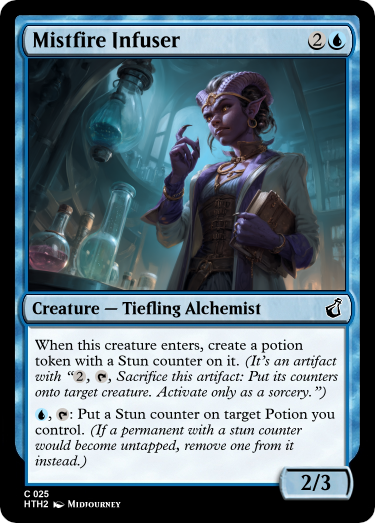 Mistfire Infuser 2
Creature — Tiefling Alchemist
When this creature enters, create a potion
token with a Stun counter on it. (It's an artifact
with “2, , Sacrifice this artifact: Put its counters
onto target creature. Activate only as a sorcery.”)
, : Put a Stun counter on target Potion you
control. (If a permanent with a stun counter
would become untapped, remove one from it
instead.)
2/3
C 025
HTH2 Midjourney